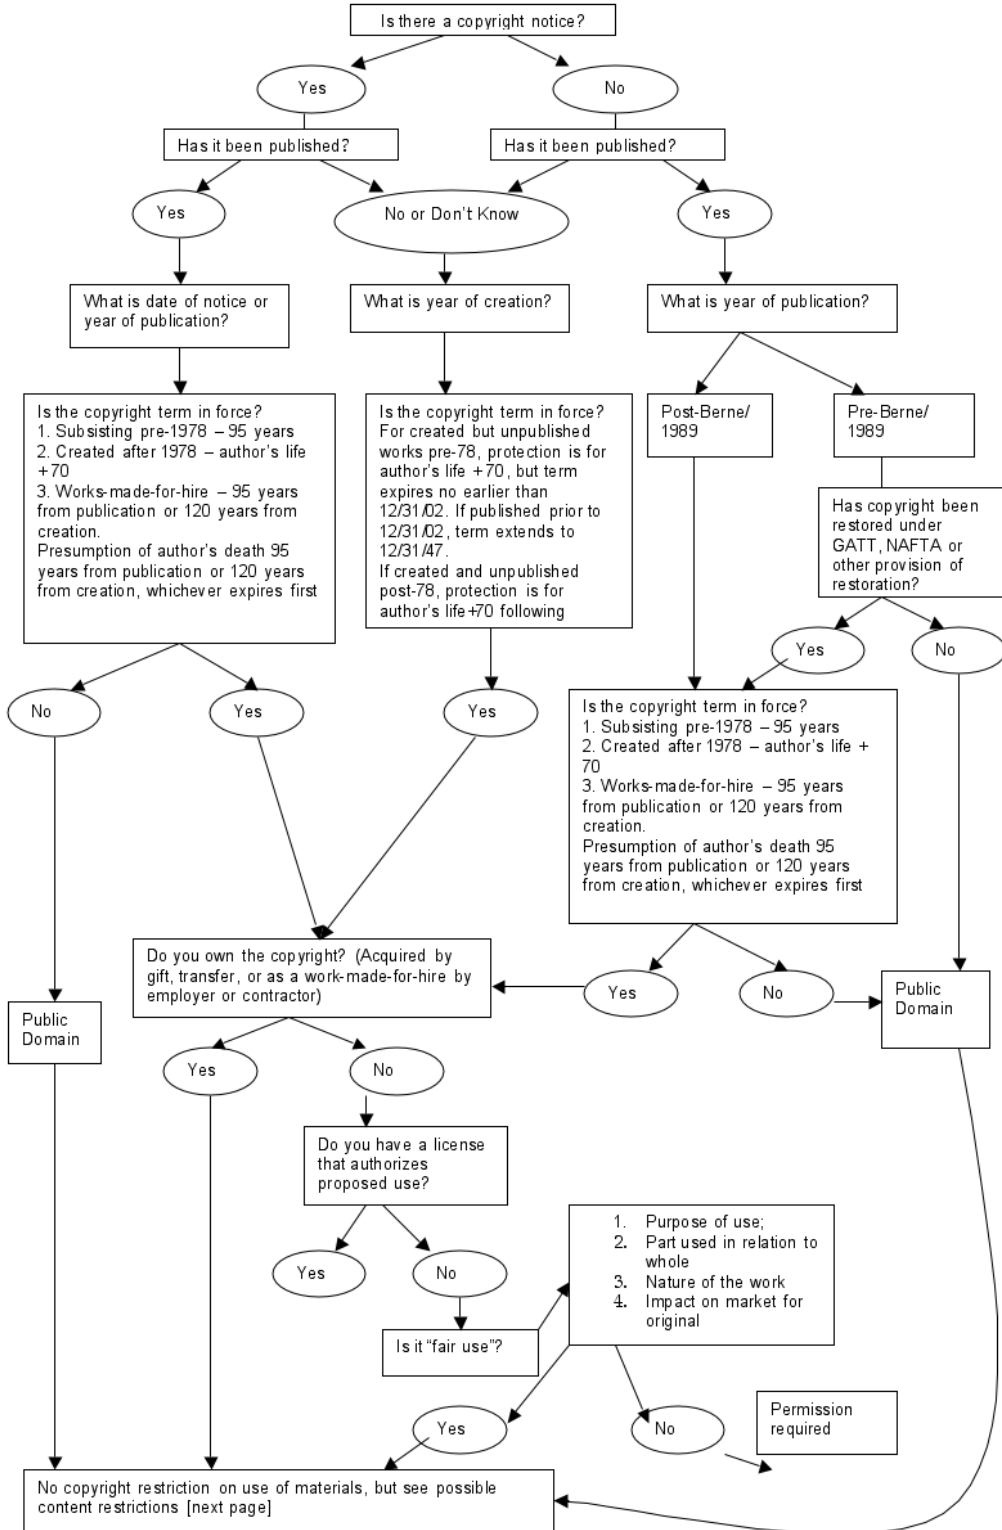 Is there a copyright notice?
Yes
No
Has it been published?
Has it been published?
Yes
No or Don't Know
Yes
What is date of notice or
year of publication?
What is year of creation?
What is year of publication?
Is the copyright term in force?
1. Subsisting pre-1978 – 95 years
2. Created after 1978 – author's life
+70
3. Works-made-for-hire – 95 years
from publication or 120 years from
creation.
Presumption of author's death 95
years from publication or 120 years
from creation, whichever expires first
Is the copyright term in force?
For created but unpublished
works pre-78, protection is for
author's life +70, but term
expires no earlier than
12/31/02. If published prior to
12/31/02, term extends to
12/31/47.
If created and unpublished
post-78, protection is for
author's life+70 following
Post-Berne/
1989
Pre-Berne/
1989
Has copyright been
restored under
GATT, NAFTA or
other provision of
restoration?
Yes
No
No
Yes
Yes
Is the copyright term in force?
1. Subsisting pre-1978 – 95 years
2. Created after 1978 – author's life +
70
3. Works-made-for-hire – 95 years
from publication or 120 years from
creation.
Presumption of author's death 95
years from publication or 120 years
from creation, whichever expires first
Do you own the copyright? (Acquired by
gift, transfer, or as a work-made-for-hire by
employer or contractor)
Yes
No
Public
Domain
Public
Domain
Yes
No
Do you have a license
that authorizes
proposed use?
Yes
No
1. Purpose of use;
2. Part used in relation to
whole
3. Nature of the work
4. Impact on market for
original
Is it "fair use"?
Yes
No
Permission
required
No copyright restriction on use of materials, but see possible
content restrictions [next page]